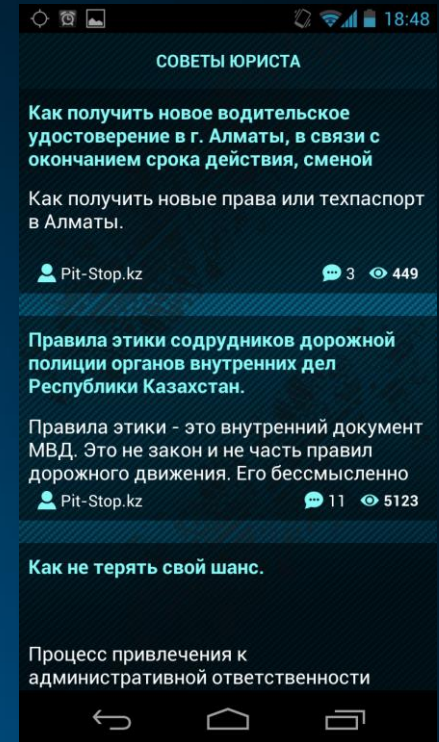 18:48
СОВЕТЫ ЮРИСТА
Как получить новое водительское
удостоверение в г. Алматы, в связи с
окончанием срока действия, сменой
Как получить новые права или техпаспорт
в Алматы.
Pit-Stop.kz 3 449
Правила этики содрудников дорожной
полиции органов внутренних дел
Республики Казахстан.
Правила этики - это внутренний документ
МВД. Это не закон и не часть правил
дорожного движения. Его бессмысленно
Pit-Stop.kz 11 5123
Как не терять свой шанс.
Процесс привлечения к
административной ответственности